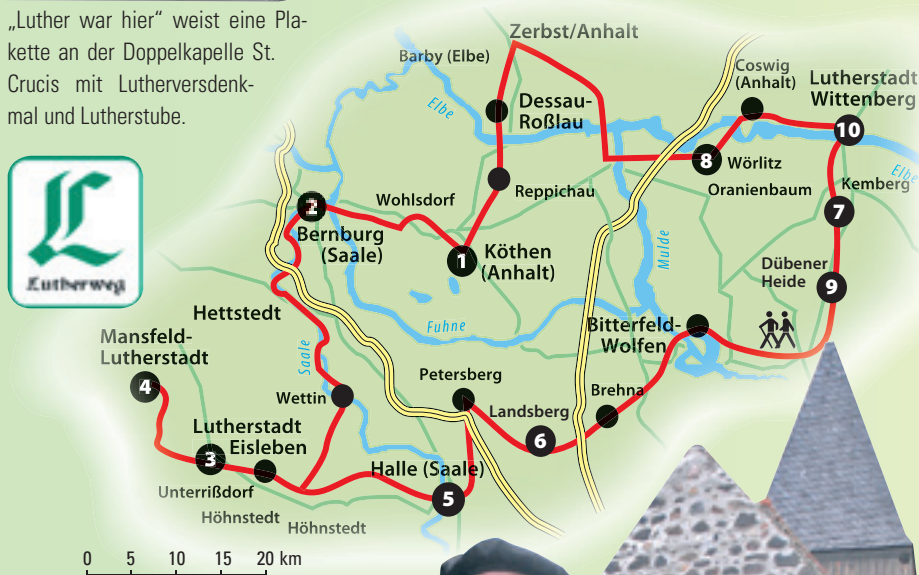 „Luther war hier“ weist eine Pla-
kette an der Doppelkapelle St.
Crucis mit Lutherversdenk-
mal und Lutherstube.
Lutherweg
Zerbst/Anhalt
Barby (Elbe)
Elbe
Dessau-
Roßlau
Coswig
(Anhalt)
Lutherstadt
Wittenberg
10
8
Wörlitz
Elbe
Oranienbaum
Kemberg
7
Reppichau
Wohlsdorf
2
Bernburg
(Saale)
1
Köthen
(Anhalt)
Mulde
Dübener
Heide
9
Hettstedt
Fuhne
Bitterfeld-
Wolfen
Mansfeld-
Lutherstadt
4
Saale
Wettin
Petersberg
Brehna
Landsberg
6
Lutherstadt
Eisleben
3
Halle (Saale)
5
Unterrißdorf
Höhnstedt
Höhnstedt
0 5 10 15 20 km